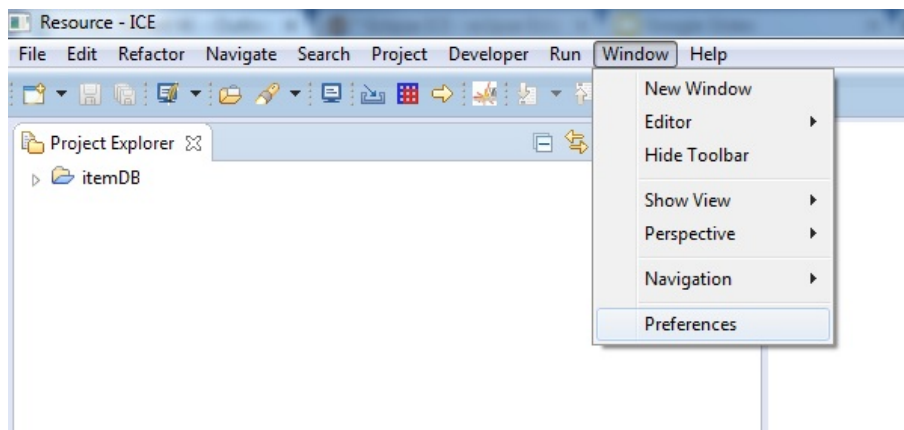 Resource - ICE
File Edit Refactor Navigate Search Project Developer Run Window Help
Project Explorer
itemDB
New Window
Editor
Hide Toolbar
Show View
Perspective
Navigation
Preferences